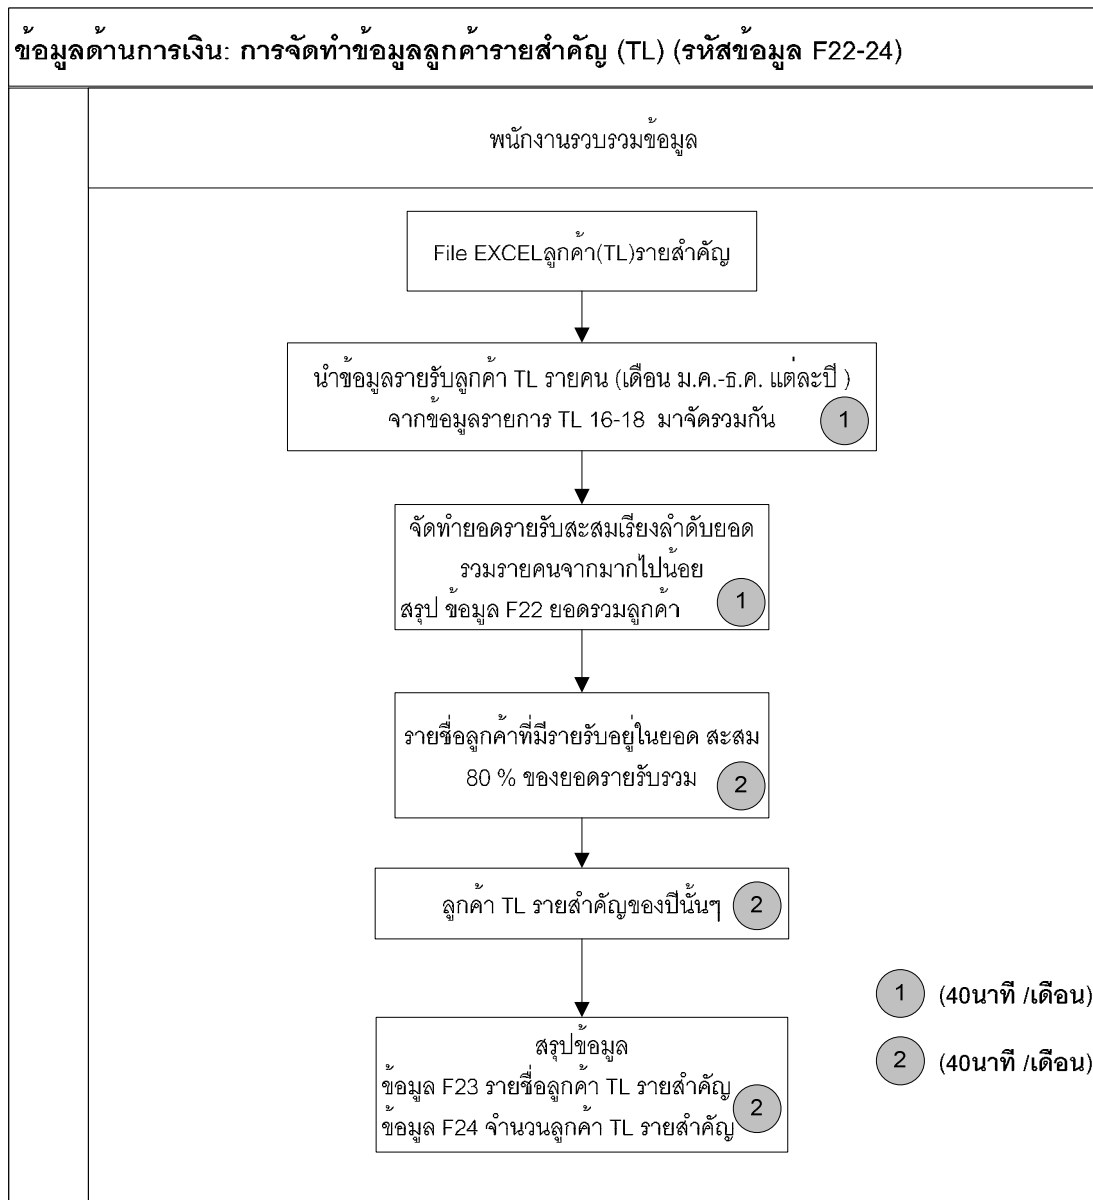 ข้อมูลด้านการเงิน: การจัดทำข้อมูลลูกค้ารายสำคัญ (TL) (รหัสข้อมูล F22-24)
พนักงานรวบรวมข้อมูล
File EXCELลูกค้า(TL)รายสำคัญ
นำข้อมูลรายรับลูกค้า TL รายคน (เดือน ม.ค.-ธ.ค. แต่ละปี )
จากข้อมูลรายการ TL 16-18 มาจัดรวมกัน
1
จัดทำยอดรายรับสะสมเรียงลำดับยอด
รวมรายคนจากมากไปน้อย
สรุป ข้อมูล F22 ยอดรวมลูกค้า
1
รายชื่อลูกค้าที่มีรายรับอยู่ในยอด สะสม
80 % ของยอดรายรับรวม
2
ลูกค้า TL รายสำคัญของปีนั้นๆ
2
สรุปข้อมูล
ข้อมูล F23 รายชื่อลูกค้า TL รายสำคัญ
ข้อมูล F24 จำนวนลูกค้า TL รายสำคัญ
2
1 (40นาที /เดือน)
2 (40นาที /เดือน)